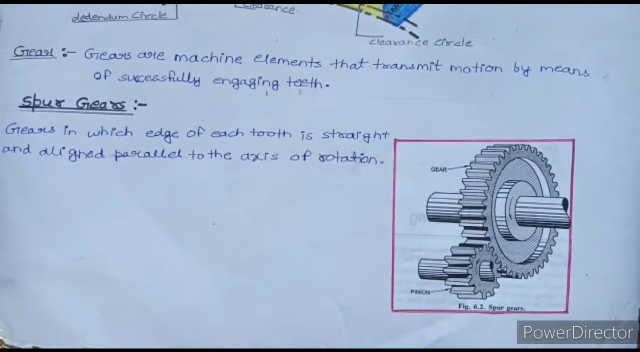 dedendum Circle
Clearance.
Clearance Circle
Gear :- Gears are machine elements that transmit motion by means
of sucessfully engaging teeth.
Spur Gears :-
Gears in which edge of each tooth is straight
and aligned parallel to the axis of rotation.
GEAR
PINION
Fig. 6.2. Spur gears.
PowerDirector